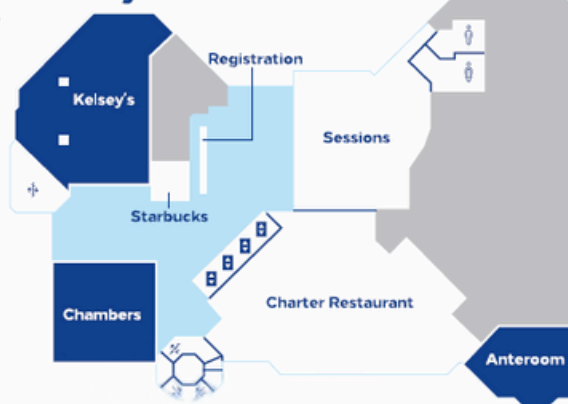 Registration
Kelsey's
Sessions
Starbucks
Charter Restaurant
Chambers
Anteroom